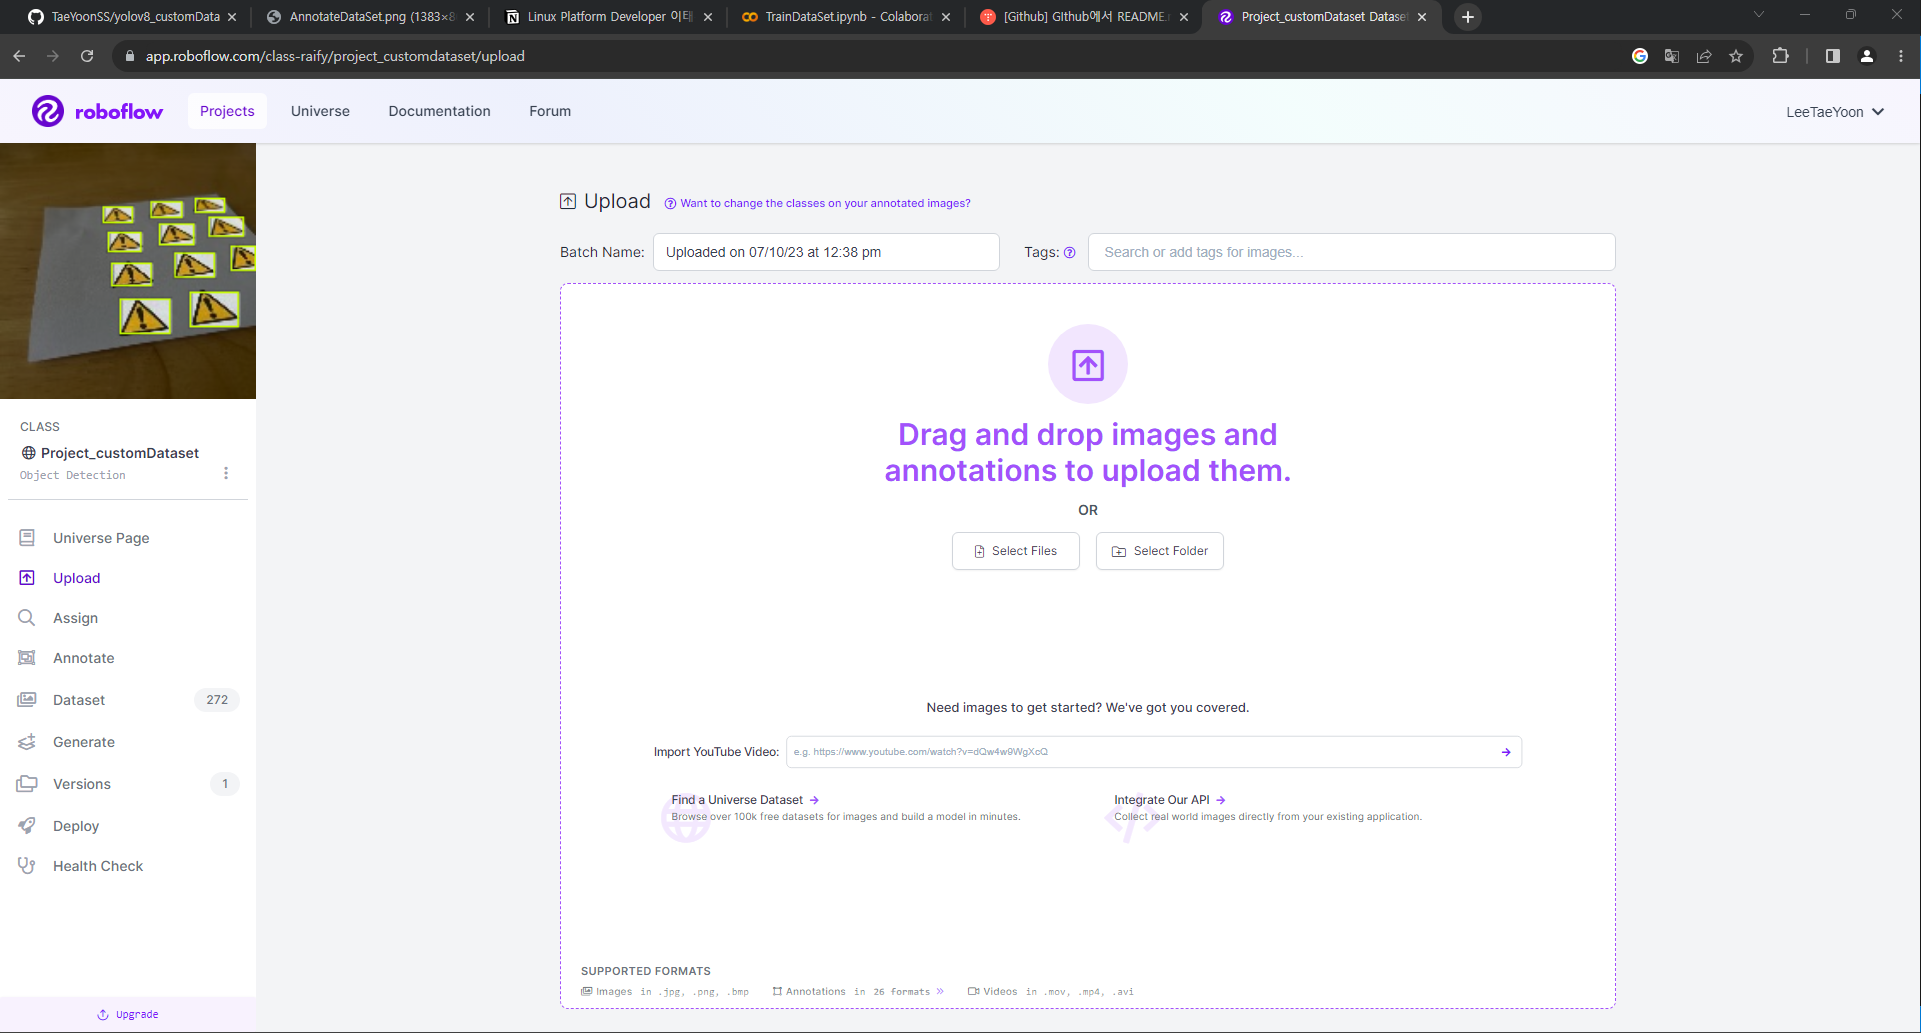 TaeYoonSS/yolov8_customData
AnnotateDataSet.png (1383×8
Linux Platform Developer 이태
TrainDataSet.ipynb - Colaborat
[Github] GIthub에서 README.
Project_customDataset Dataset
app.roboflow.com/class-raify/project_customdataset/upload
roboflow
Projects
Universe
Documentation
Forum
LeeTaeYoon
CLASS
Project_customDataset
Object Detection
Universe Page
Upload
Assign
Annotate
Dataset 272
Generate
Versions 1
Deploy
Health Check
Upgrade
Upload
Want to change the classes on your annotated images?
Batch Name: Uploaded on 07/10/23 at 12:38 pm
Tags: Search or add tags for images...
Drag and drop images and
annotations to upload them.
OR
Select Files
Select Folder
Need images to get started? We've got you covered.
Import YouTube Video: e.g. https://www.youtube.com/watch?v=dQw4w9WgXcQ
Find a Universe Dataset
Browse over 100k free datasets for images and build a model in minutes.
Integrate Our API
Collect real world images directly from your existing application.
SUPPORTED FORMATS
Images in .jpg, .png, .bmp
Annotations in 26 formats »
Videos in .mov, .mp4, .avi